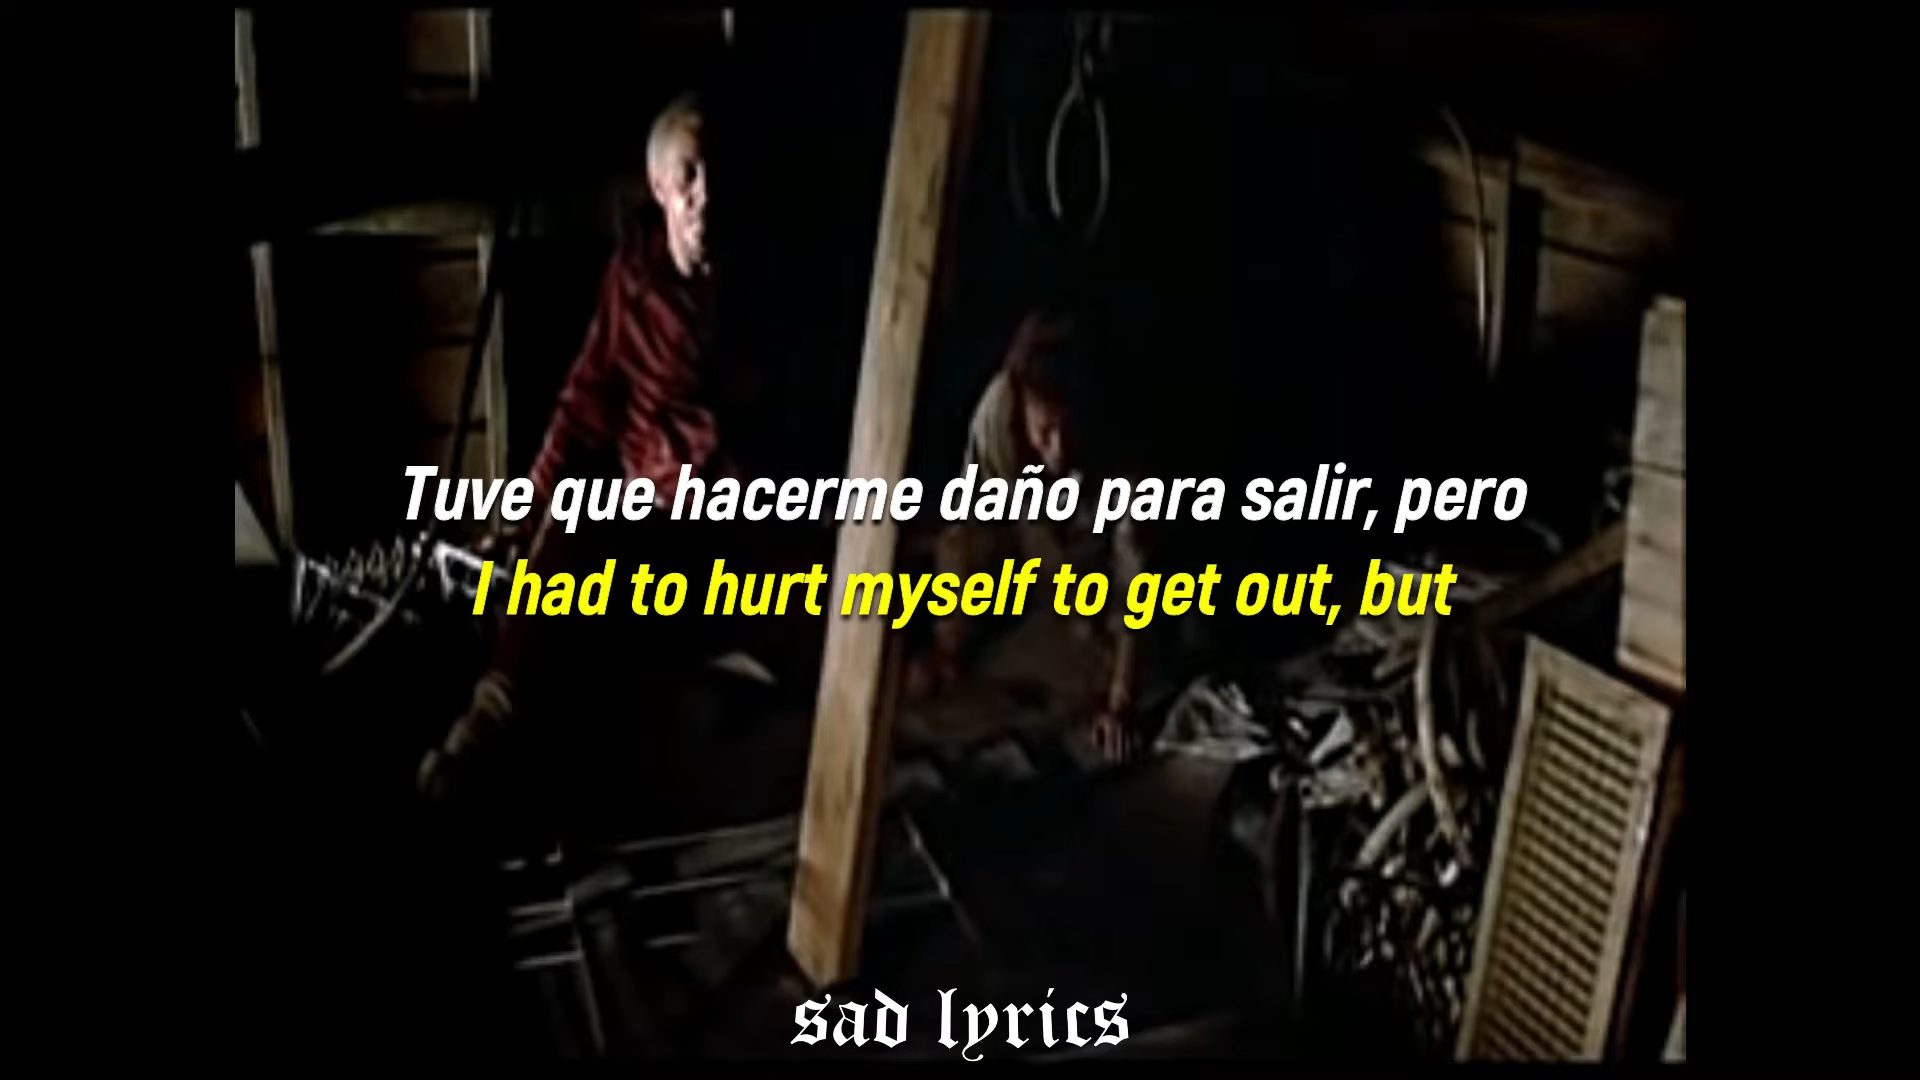 Tuve que hacerme daño para salir, pero
I had to hurt myself to get out, but
sad lyrics